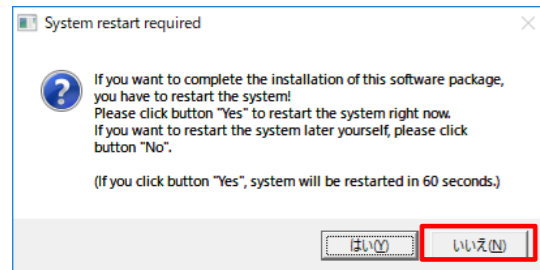 System restart required
If you want to complete the installation of this software package,
you have to restart the system!
Please click button "Yes" to restart the system right now.
If you want to restart the system later yourself, please click
button "No".
(If you click button "Yes", system will be restarted in 60 seconds.)
はい(Y)
いいえ(N)